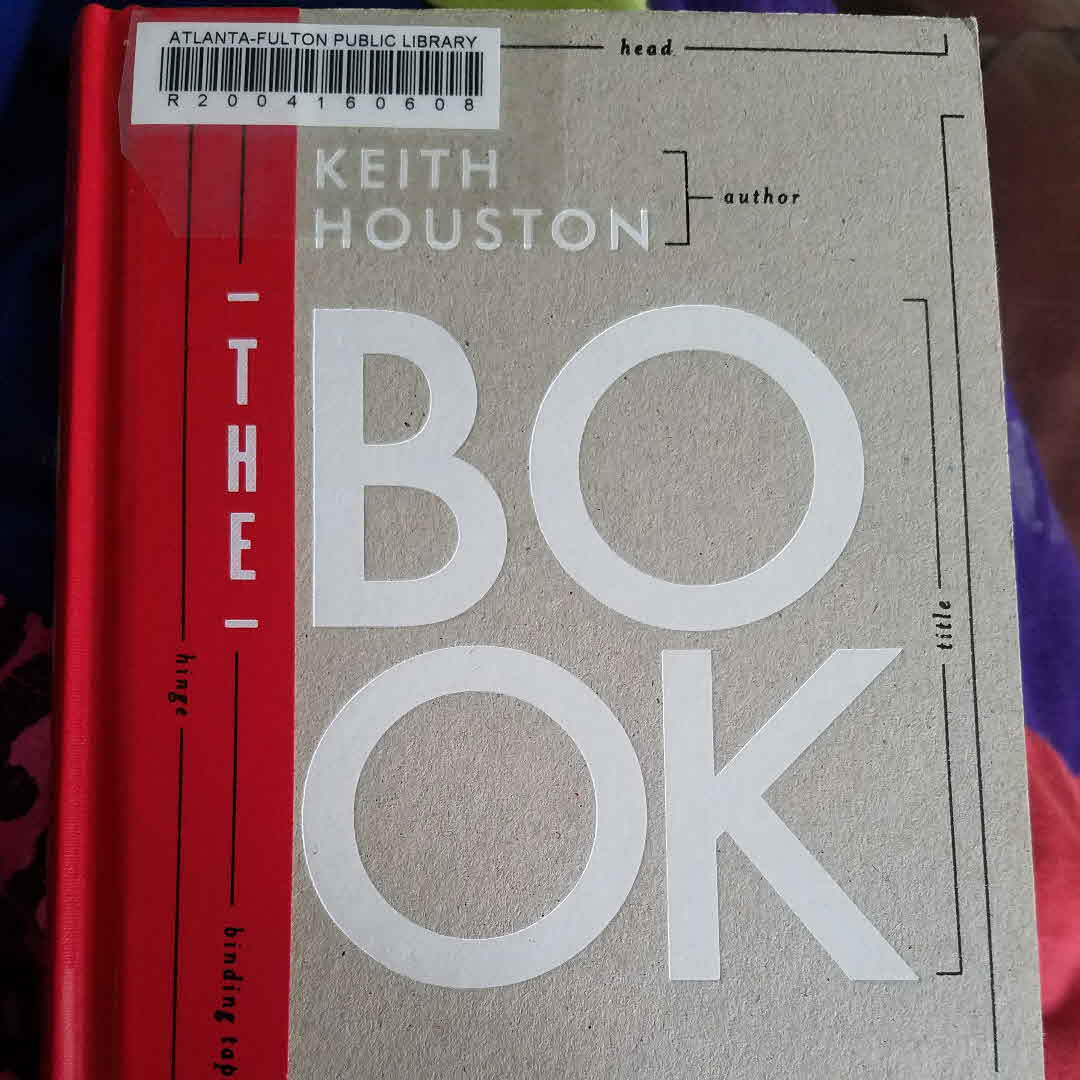 ATLANTA-FULTON PUBLIC LIBRARY
R2004160608
head
KEITH
HOUSTON
author
- THE -
BO
OK
title
hinge
binding tap